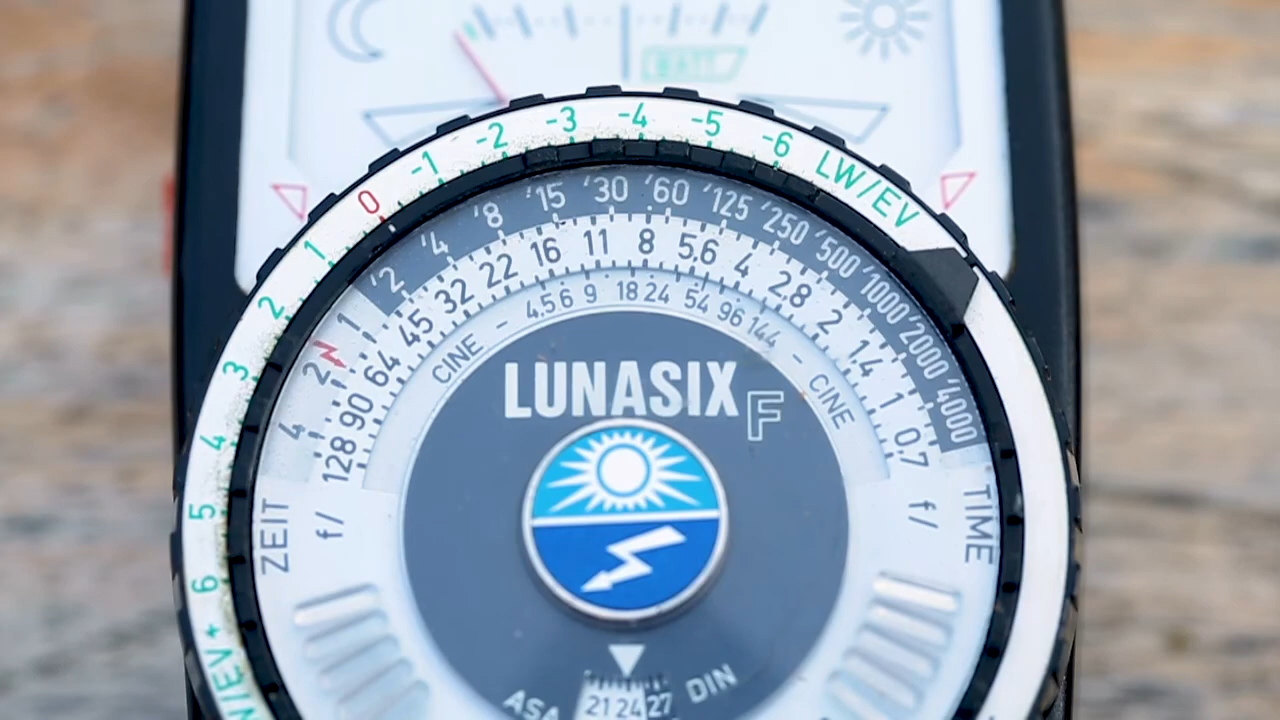 BATT
-1 -2 -3 -4 -5 -6 LW/EV
0 1 2 3 4 5 6
/EV+
4 2 1 '2 '4 '8 '15 '30 '60 '125 '250 '500 '1000 '2000 '4000
128 90 64 45 32 22 16 11 8 5.6 4 2.8 2 1.4 1 0.7
CINE - 4.5 6 9 18 24 54 96 144 - CINE
LUNASIX F
ZEIT f/
f/ TIME
ASA DIN
21 24 27